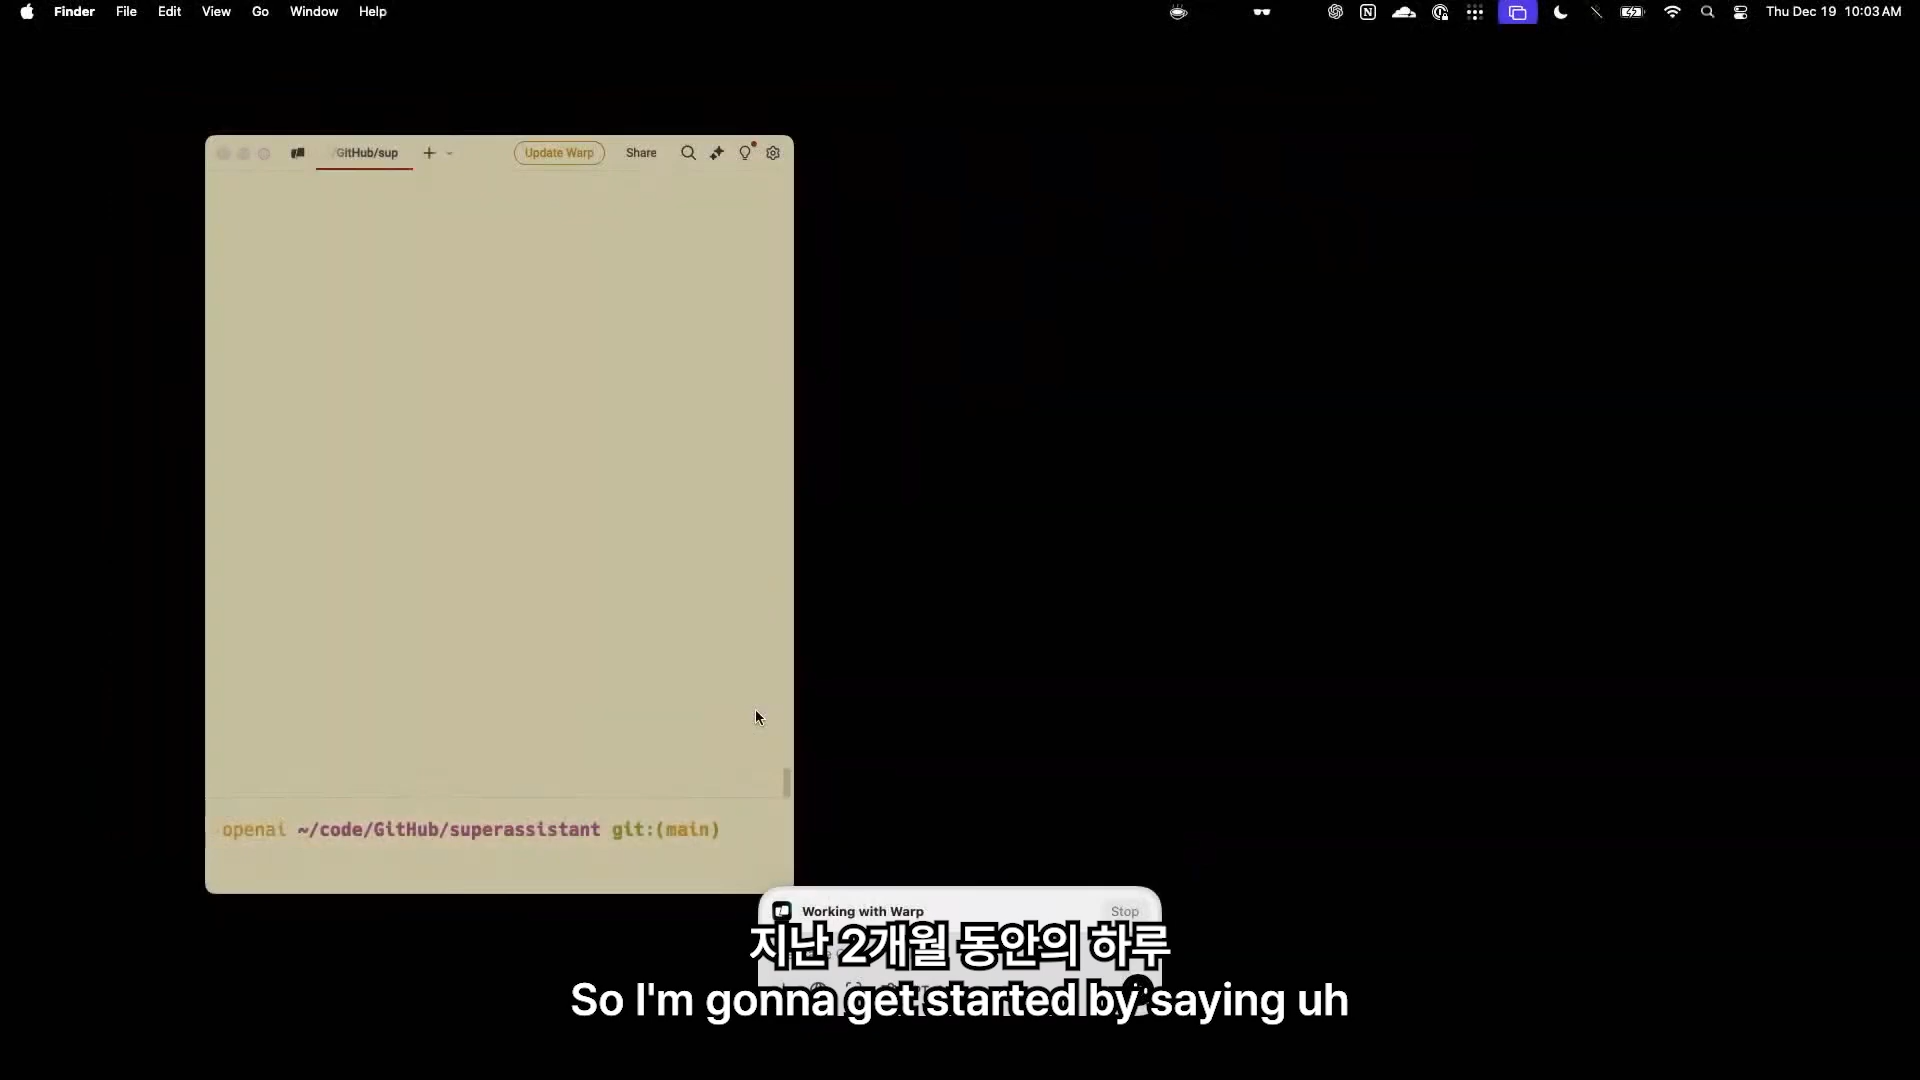 Finder File Edit View Go Window Help Thu Dec 19 10:03 AM
/GitHub/sup Update Warp Share
openai ~/code/GitHub/superassistant git:(main)
Working with Warp Stop
지난 2개월 동안의 하루
So I'm gonna get started by saying uh